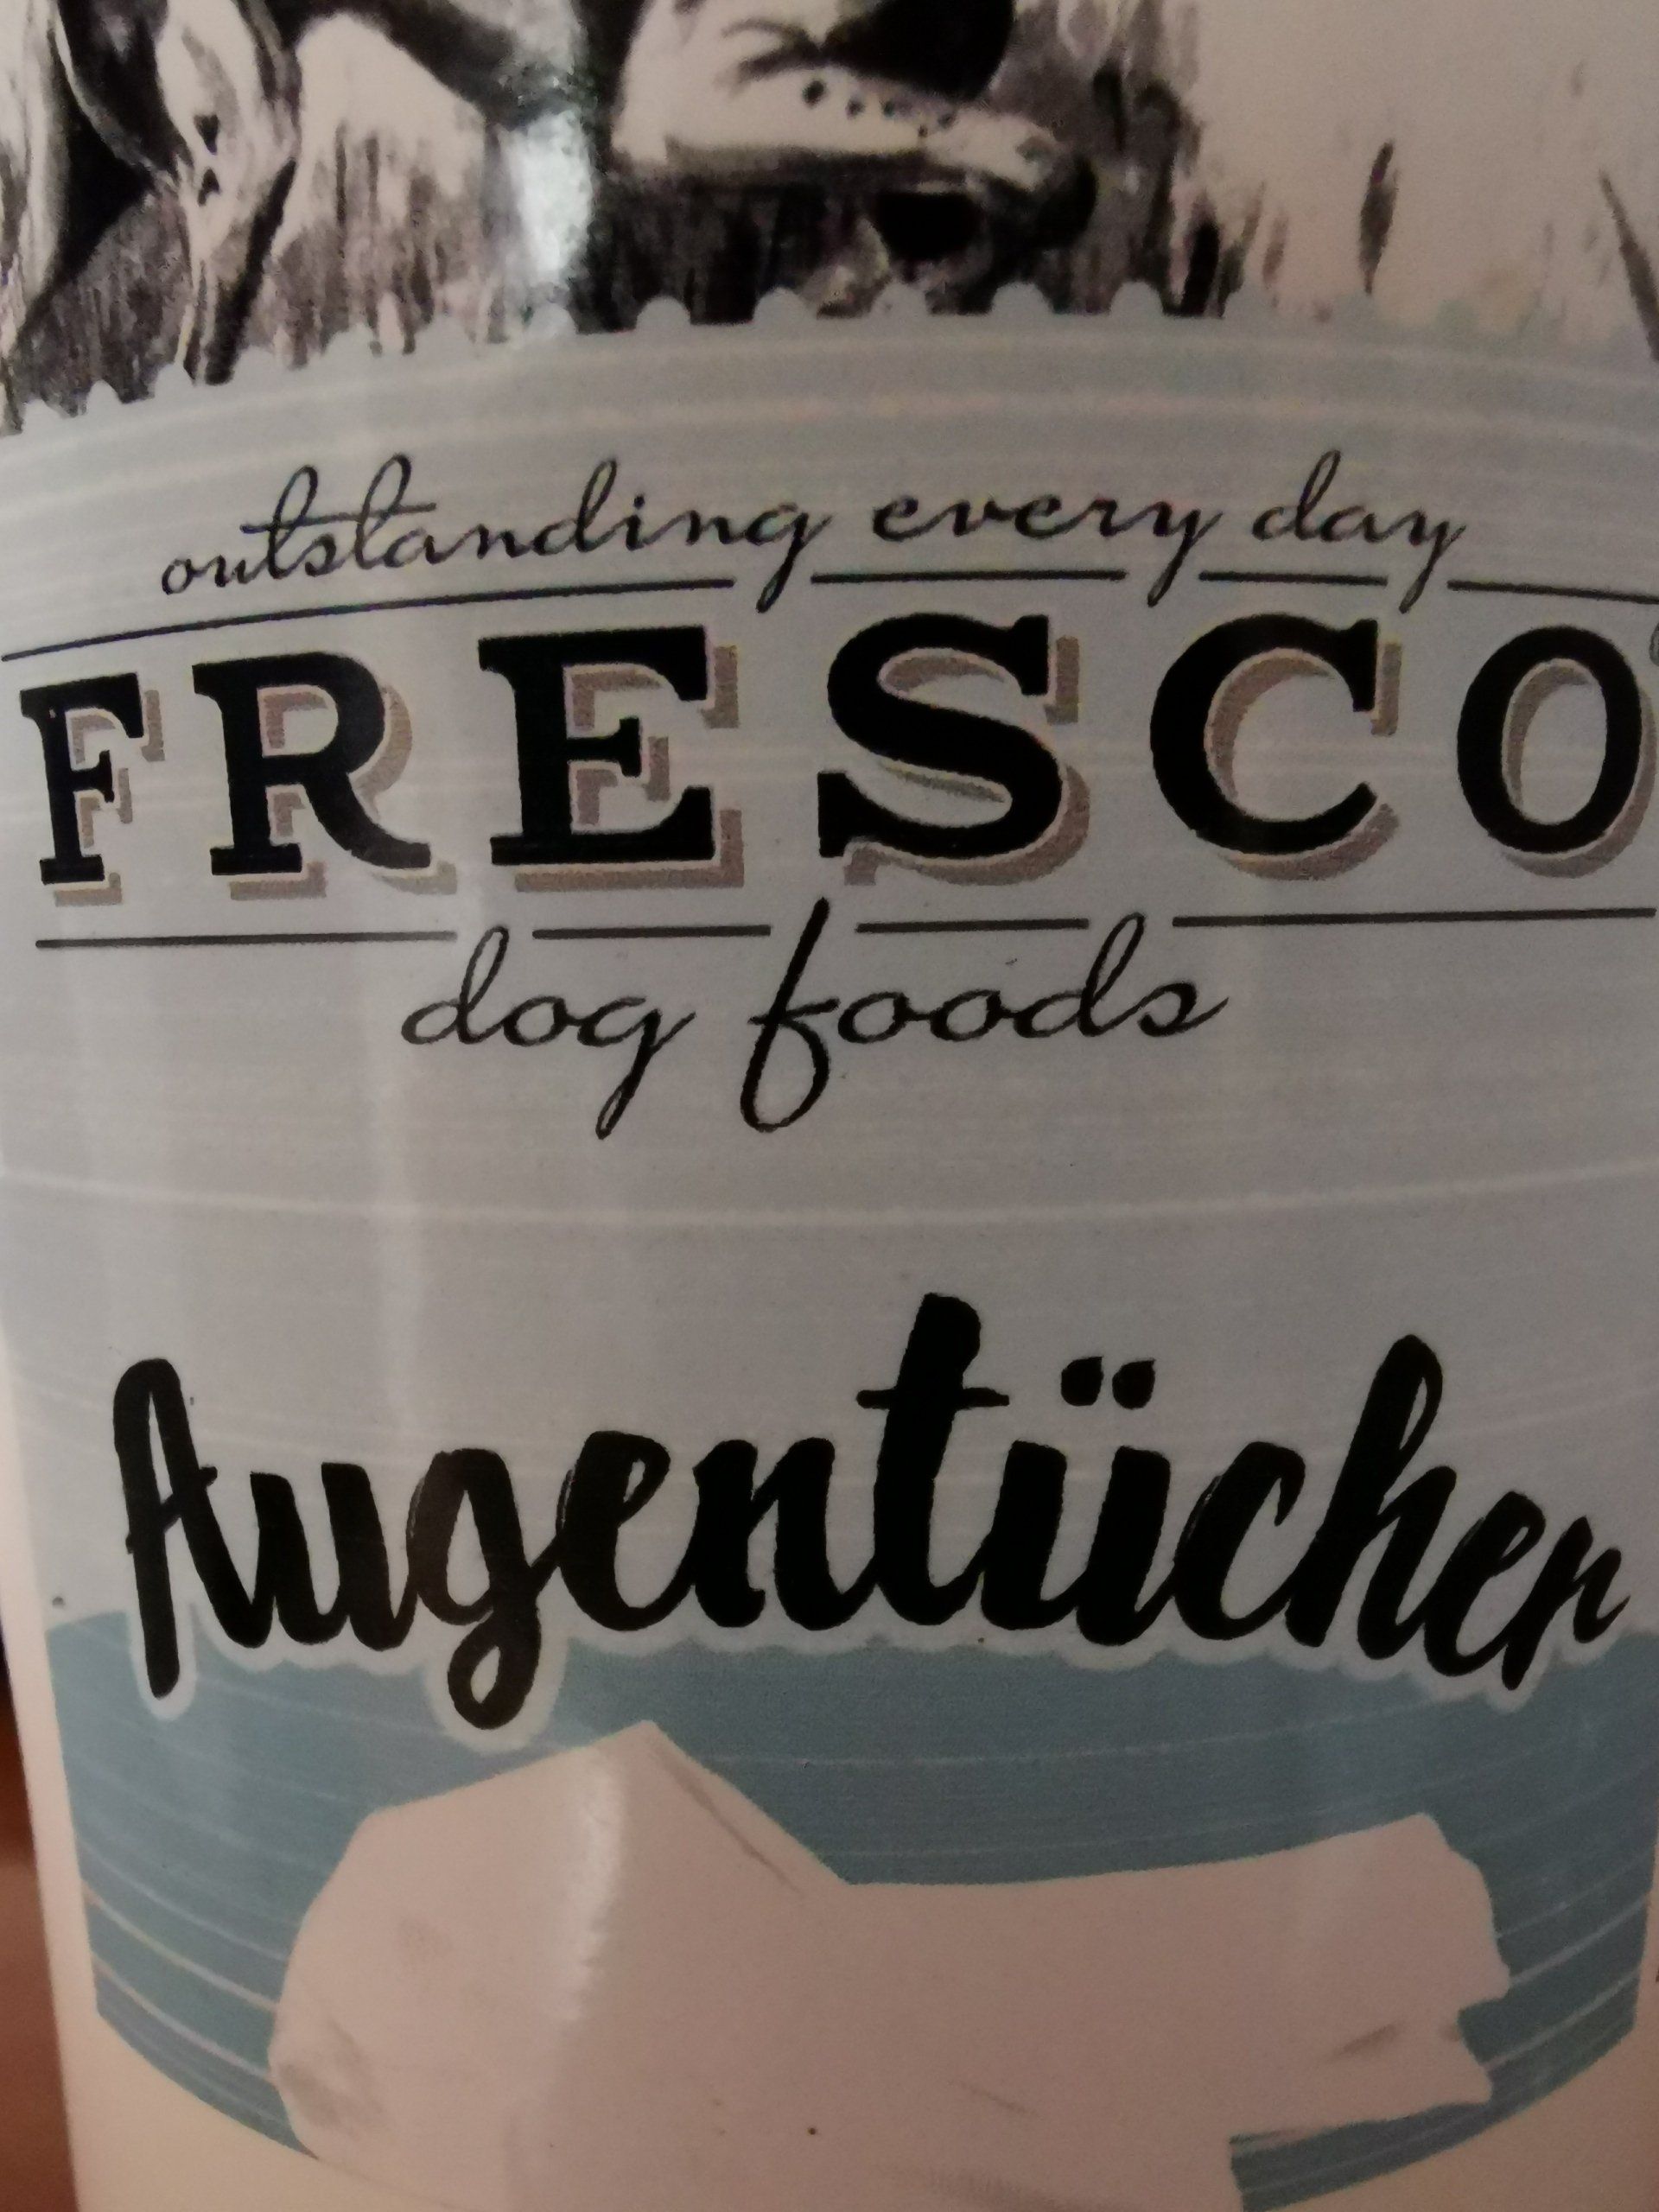 outstanding every day
FRESCO
dog foods
Augentücher